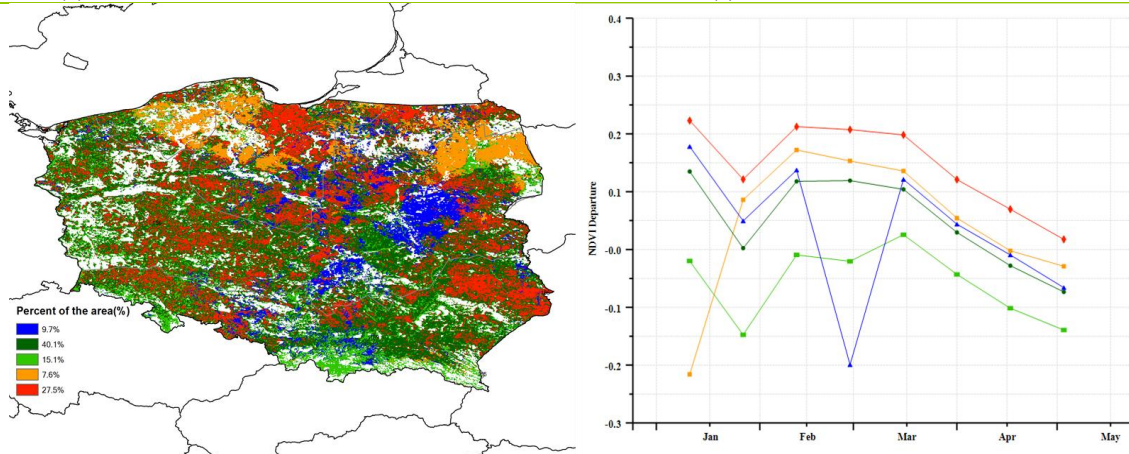 Percent of the area(%)
9.7%
40.1%
15.1%
7.6%
27.5%
NDVI Departure
0.4
0.3
0.2
0.1
-0.0
-0.1
-0.2
-0.3
Jan
Feb
Mar
Apr
May